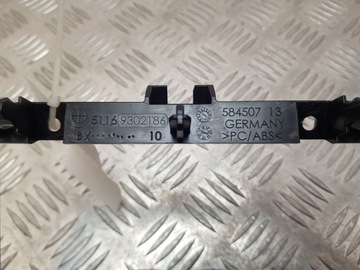 51.16 9302186
10
584507 13
GERMANY
>PC/ABS<